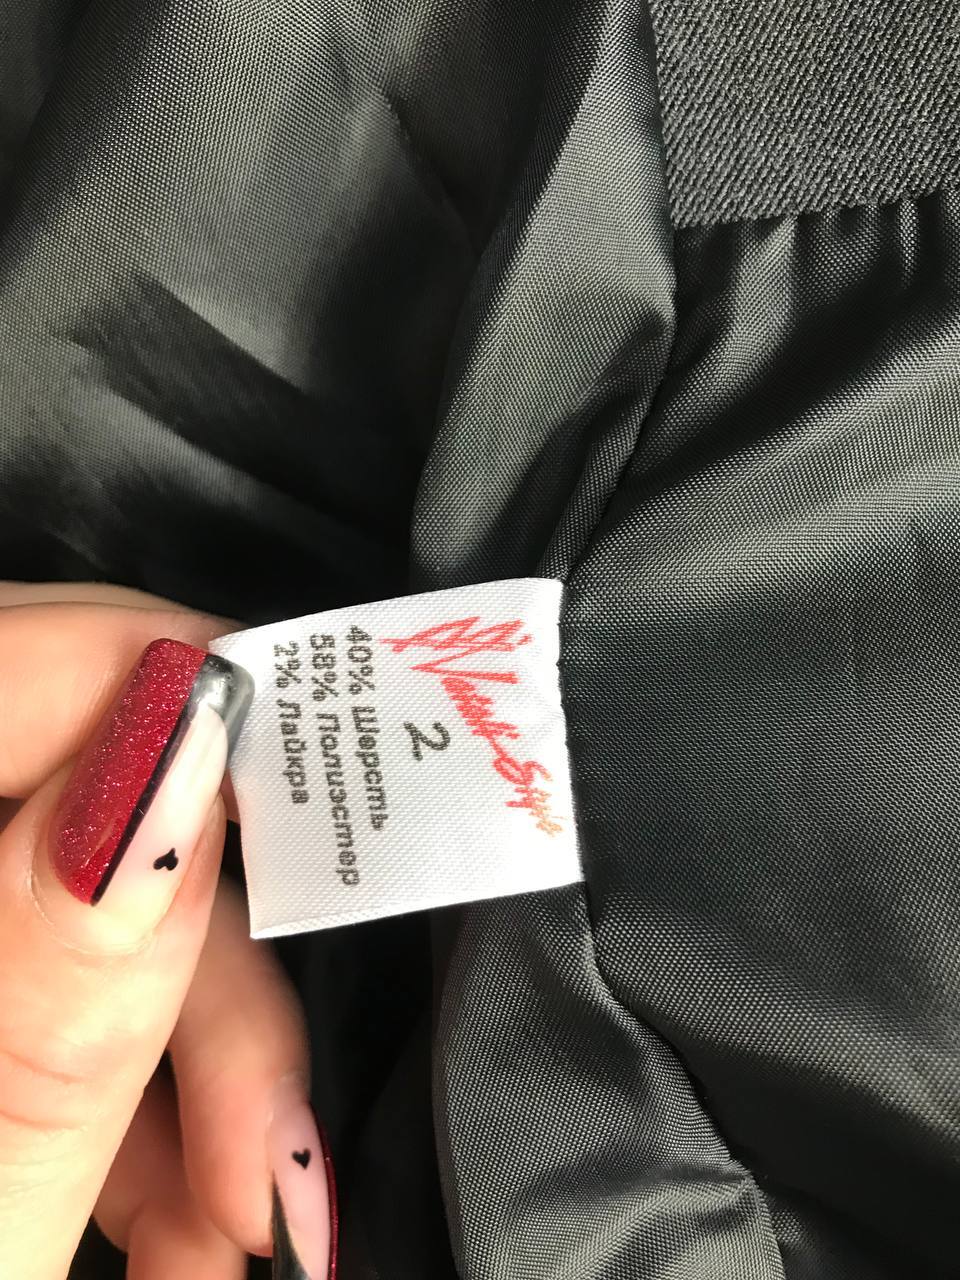 2
40% Шерсть
58% Полиэстер
2% Лайкра